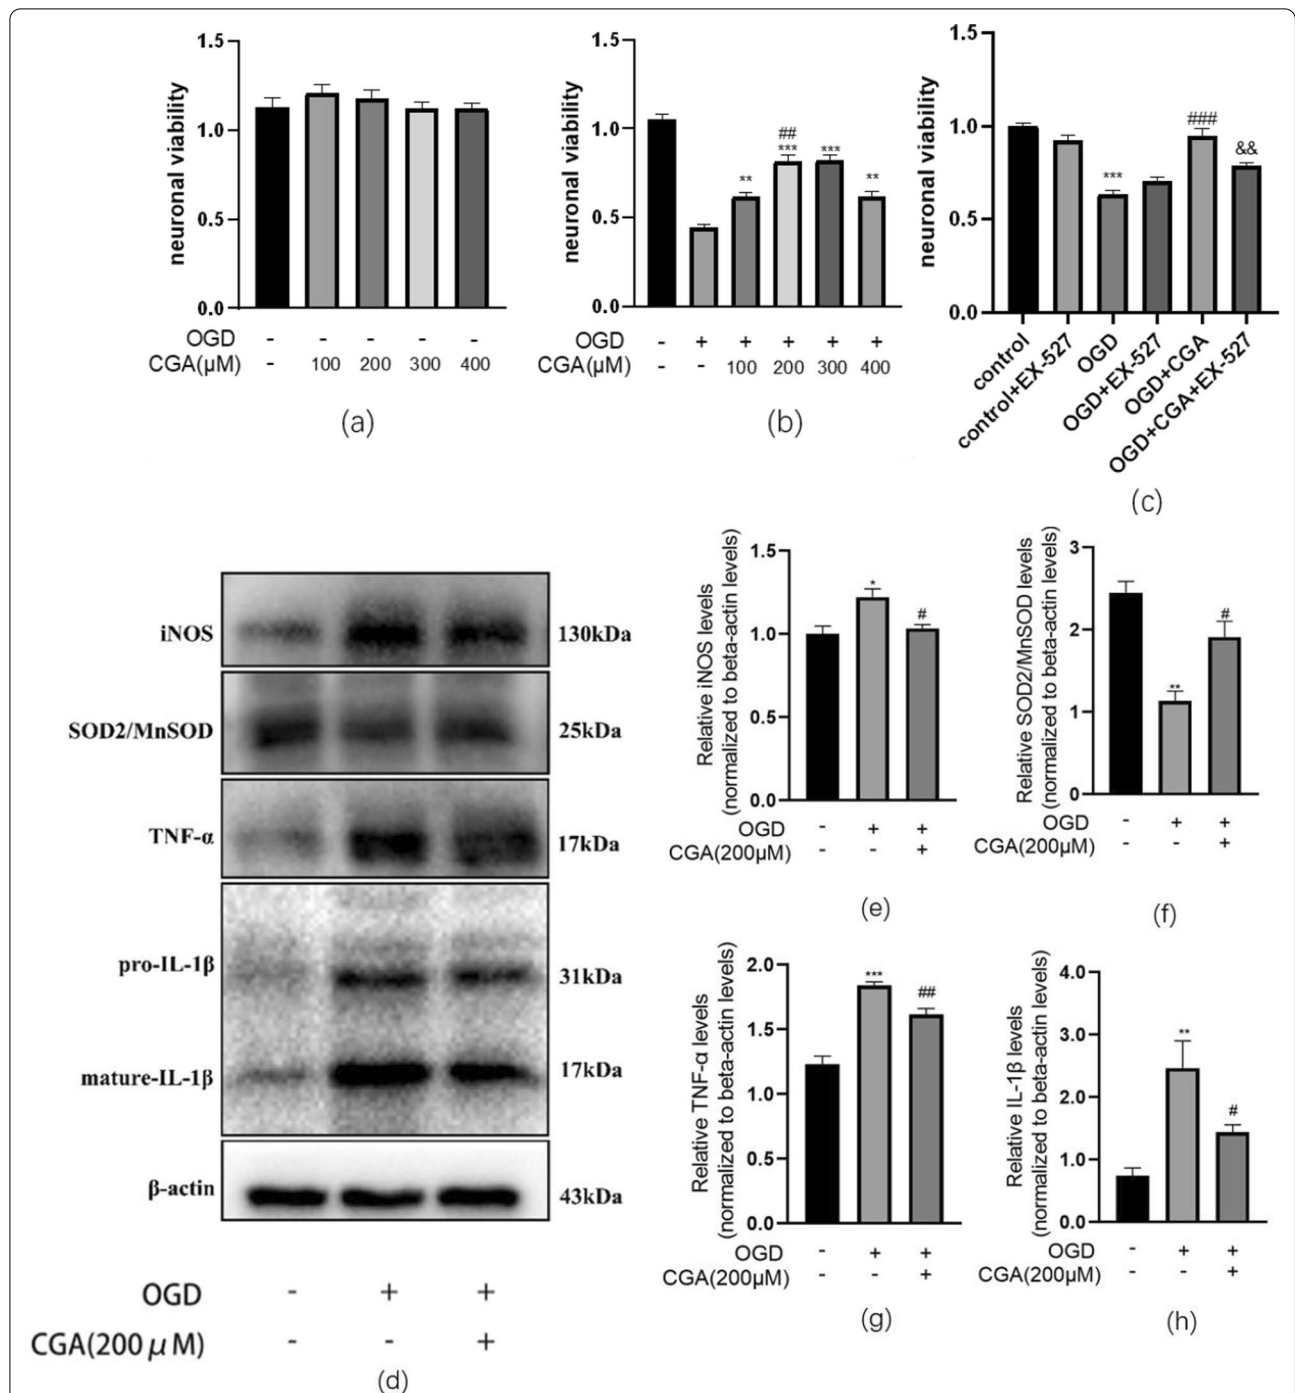 1.5
1.0
0.5
0.0
neuronal viability
OGD - - - - -
CGA(μM) - 100 200 300 400
(a)
1.5
1.0
0.5
0.0
neuronal viability
**
##
***
***
**
OGD - + + + + +
CGA(μM) - - 100 200 300 400
(b)
1.5
1.0
0.5
0.0
neuronal viability
***
###
&&
control
control+EX-527
OGD
OGD+EX-527
OGD+CGA
OGD+CGA+EX-527
(c)
iNOS 130kDa
SOD2/MnSOD 25kDa
TNF-α 17kDa
pro-IL-1β 31kDa
mature-IL-1β 17kDa
β-actin 43kDa
OGD - + +
CGA(200μM) - - +
(d)
Relative iNOS levels
(normalized to beta-actin levels)
1.5
1.0
0.5
0.0
*
#
OGD - + +
CGA(200μM) - - +
(e)
Relative SOD2/MnSOD levels
(normalized to beta-actin levels)
3
2
1
0
**
#
OGD - + +
CGA(200μM) - - +
(f)
Relative TNF-α levels
(normalized to beta-actin levels)
2.0
1.5
1.0
0.5
0.0
***
##
OGD - + +
CGA(200μM) - - +
(g)
Relative IL-1β levels
(normalized to beta-actin levels)
4.0
3.0
2.0
1.0
0.0
**
#
OGD - + +
CGA(200μM) - - +
(h)